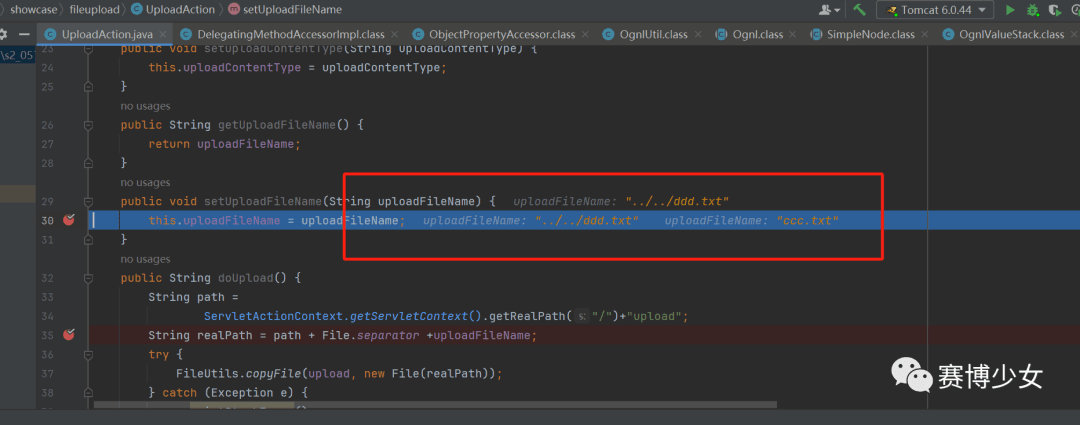 showcase › fileupload › UploadAction › setUploadFileName
Tomcat 6.0.44
UploadAction.java × DelegatingMethodAccessorImpl.class × ObjectPropertyAccessor.class × OgnlUtil.class × Ognl.class × SimpleNode.class × OgnlValueStack.class ×
\s2_05
23 public void setUploadContentType(String uploadContentType) {
24 this.uploadContentType = uploadContentType;
25 }
no usages
26 public String getUploadFileName() {
27 return uploadFileName;
28 }
no usages
29 public void setUploadFileName(String uploadFileName) { uploadFileName: "../../ddd.txt"
30 this.uploadFileName = uploadFileName; uploadFileName: "../../ddd.txt" uploadFileName: "ccc.txt"
31 }
no usages
32 public String doUpload() {
33 String path =
34 ServletActionContext.getServletContext().getRealPath( s: "/")+"upload";
35 String realPath = path + File.separator +uploadFileName;
36 try {
37 FileUtils.copyFile(upload, new File(realPath));
38 } catch (Exception e) {
赛博少女